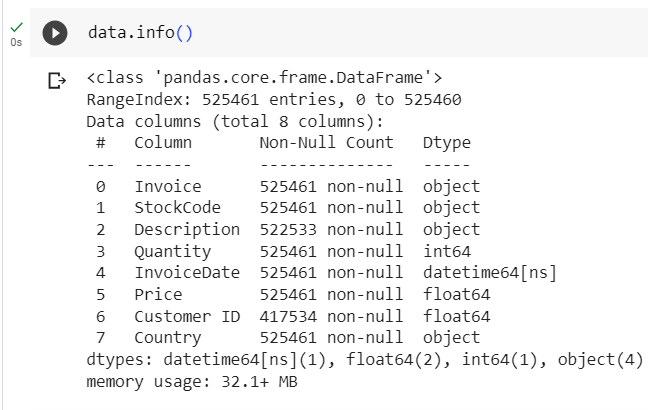 data.info()
0s
<class 'pandas.core.frame.DataFrame'>
RangeIndex: 525461 entries, 0 to 525460
Data columns (total 8 columns):
 #   Column       Non-Null Count   Dtype
---  ------       --------------   -----
 0   Invoice      525461 non-null  object
 1   StockCode    525461 non-null  object
 2   Description  522533 non-null  object
 3   Quantity     525461 non-null  int64
 4   InvoiceDate  525461 non-null  datetime64[ns]
 5   Price        525461 non-null  float64
 6   Customer ID  417534 non-null  float64
 7   Country      525461 non-null  object
dtypes: datetime64[ns](1), float64(2), int64(1), object(4)
memory usage: 32.1+ MB